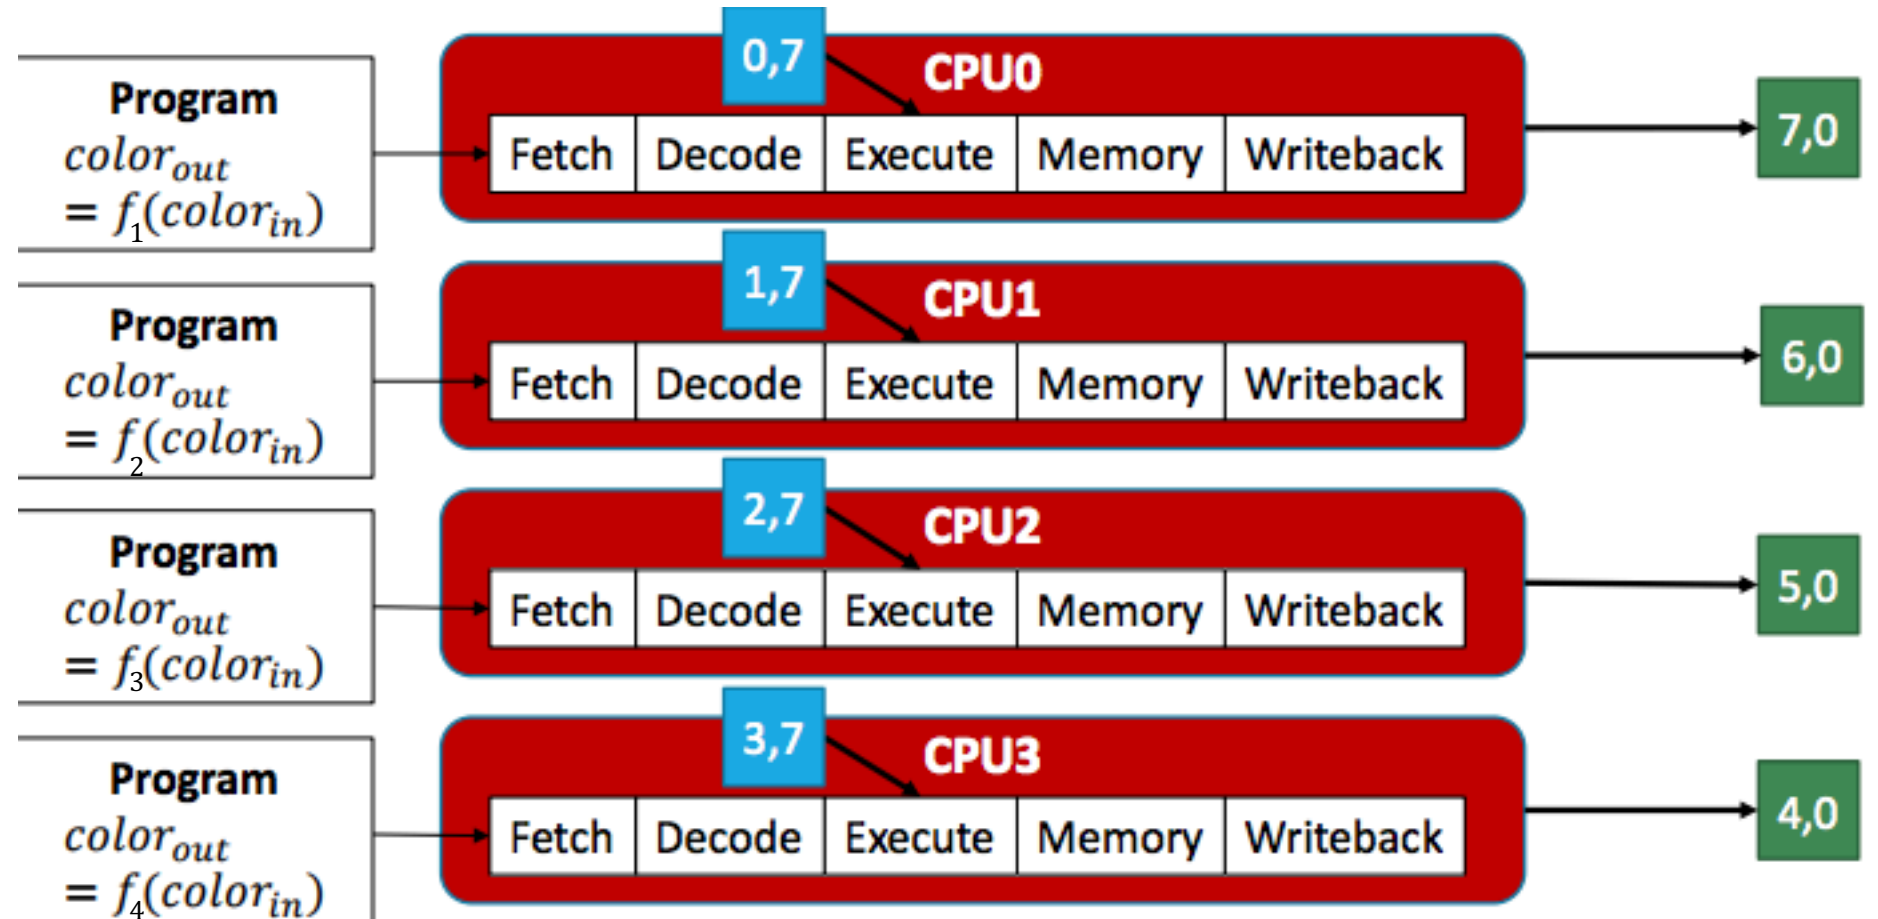 Program
color_out
= f_1(color_in)
0,7
CPU0
Fetch Decode Execute Memory Writeback
7,0
Program
color_out
= f_2(color_in)
1,7
CPU1
Fetch Decode Execute Memory Writeback
6,0
Program
color_out
= f_3(color_in)
2,7
CPU2
Fetch Decode Execute Memory Writeback
5,0
Program
color_out
= f_4(color_in)
3,7
CPU3
Fetch Decode Execute Memory Writeback
4,0